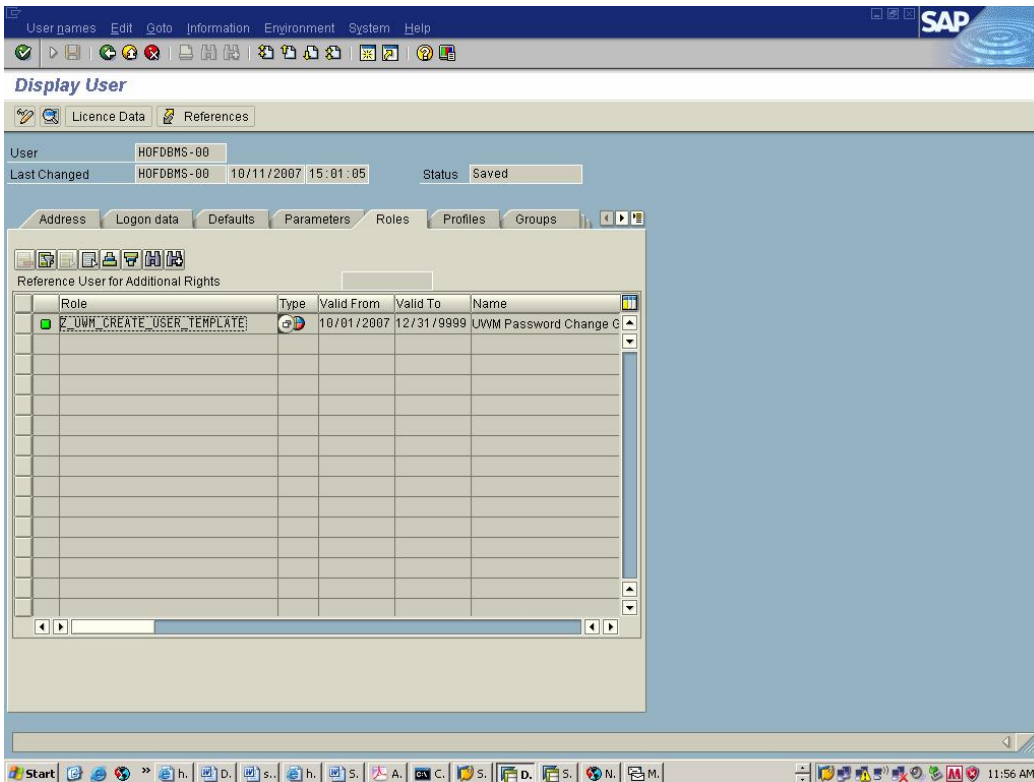 User names Edit Goto Information Environment System Help
SAP
Display User
Licence Data References
User HOFDBMS-00
Last Changed HOFDBMS-00 10/11/2007 15:01:05 Status Saved
Address Logon data Defaults Parameters Roles Profiles Groups
Reference User for Additional Rights
Role Type Valid From Valid To Name
Z_UWM_CREATE_USER_TEMPLATE 10/01/2007 12/31/9999 UWM Password Change
Start h. D. s.. h. S. A. C. S. D. S. N. M. 11:56 AM